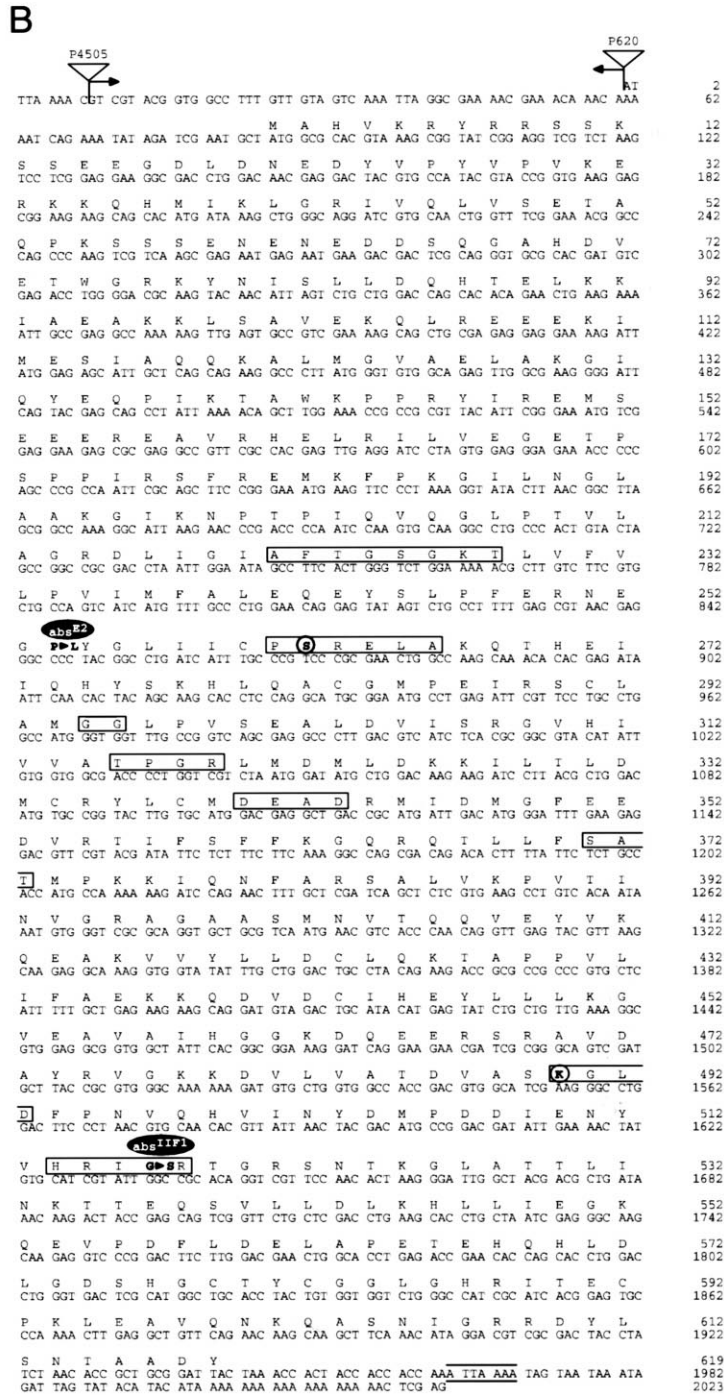 B
P4505 P620
AT 2
TTA AAA CGT CGT ACG GTG GCC TTT GTT GTA GTC AAA TTA GGC GAA AAC GAA ACA AAC AAA 62
M A H V K R Y R R S S K 12
AAT CAG AAA TAT AGA TCG AAT GCT ATG GCG CAC GTA AAG CGG TAT CGG AGG TCG TCT AAG 122
S S E E G D L D N E D Y V P Y V P V K E 32
TCC TCG GAG GAA GGC GAC CTG GAC AAC GAG GAC TAC GTG CCA TAC GTA CCG GTG AAG GAG 182
R K K Q H M I K L G R I V Q L V S E T A 52
CGG AAG AAG CAG CAC ATG ATA AAG CTG GGC AGG ATC GTG CAA CTG GTT TCG GAA ACG GCC 242
Q P K S S S E N E N E D D S Q G A H D V 72
CAG CCC AAG TCG TCA AGC GAG AAT GAG AAT GAA GAC GAC TCG CAG GGT GCG CAC GAT GTC 302
E T W G R K Y N I S L L D Q H T E L K K 92
GAG ACC TGG GGA CGC AAG TAC AAC ATT AGT CTG CTG GAC CAG CAC ACA GAA CTG AAG AAA 362
I A E A K K L S A V E K Q L R E E E K I 112
ATT GCC GAG GCC AAA AAG TTG AGT GCC GTC GAA AAG CAG CTG CGA GAG GAG GAA AAG ATT 422
M E S I A Q Q K A L M G V A E L A K G I 132
ATG GAG AGC ATT GCT CAG CAG AAG GCC CTT ATG GGT GTG GCA GAG TTG GCG AAG GGG ATT 482
Q Y E Q P I K T A W K P P R Y I R E M S 152
CAG TAC GAG CAG CCT ATT AAA ACA GCT TGG AAA CCG CCG CGT TAC ATT CGG GAA ATG TCG
E E E R E A V R H E L R I L V E G E T P 172
GAG GAA GAG CGC GAG GCC GTT CGC CAC GAG TTG AGG ATC CTA GTG GAG GGA GAA ACC CCC 602
S P P I R S F R E M K F P K G I L N G L 192
AGC CCG CCA ATT CGC AGC TTC CGG GAA ATG AAG TTC CCT AAA GGT ATA CTT AAC GGC TTA 662
A A K G I K N P T P I Q V Q G L P T V L 212
GCG GCC AAA GGC ATT AAG AAC CCG ACC CCA ATC CAA GTG CAA GGC CTG CCC ACT GTA CTA 722
A G R D L I G I A F T G S G K T L V F V 232
GCC GGC CGC GAC CTA ATT GGA ATA GCC TTC ACT GGG TCT GGA AAA ACG CTT GTC TTC GTG 782
L P V I M F A L E Q E Y S L P F E R N E 252
CTG CCA GTC ATC ATG TTT GCC CTG GAA CAG GAG TAT AGT CTG CCT TTT GAG CGT AAC GAG 842
absE2
G P▸L Y G L I I C P S R E L A K Q T H E I 272
GGC CCC TAC GGC CTG ATC ATT TGC CCG TCC CGC GAA CTG GCC AAG CAA ACA CAC GAG ATA 902
I Q H Y S K H L Q A C G M P E I R S C L 292
ATT CAA CAC TAC AGC AAG CAC CTC CAG GCA TGC GGA ATG CCT GAG ATT CGT TCC TGC CTG 962
A M G G L P V S E A L D V I S R G V H I 312
GCC ATG GGT GGT TTG CCG GTC AGC GAG GCC CTT GAC GTC ATC TCA CGC GGC GTA CAT ATT 1022
V V A T P G R L M D M L D K K I L T L D 332
GTG GTG GCG ACC CCT GGT CGT CTA ATG GAT ATG CTG GAC AAG AAG ATC CTT ACG CTG GAC 1082
M C R Y L C M D E A D R M I D M G F E E 352
ATG TGC CGG TAC TTG TGC ATG GAC GAG GCT GAC CGC ATG ATT GAC ATG GGA TTT GAA GAG 1142
D V R T I F S F F K G Q R Q T L L F S A 372
GAC GTT CGT ACG ATA TTC TCT TTC TTC AAA GGC CAG CGA CAG ACA CTT TTA TTC TCT GCC 1202
T M P K K I Q N F A R S A L V K P V T I 392
ACC ATG CCA AAA AAG ATC CAG AAC TTT GCT CGA TCA GCT CTC GTG AAG CCT GTC ACA ATA 1262
N V G R A G A A S M N V T Q Q V E Y V K 412
AAT GTG GGT CGC GCA GGT GCT GCG TCA ATG AAC GTC ACC CAA CAG GTT GAG TAC GTT AAG 1322
Q E A K V V Y L L D C L Q K T A P P V L 432
CAA GAG GCA AAG GTG GTA TAT TTG CTG GAC TGC CTA CAG AAG ACC GCG CCG CCC GTG CTC 1382
I F A E K K Q D V D C I H E Y L L L K G 452
ATT TTT GCT GAG AAG AAG CAG GAT GTA GAC TGC ATA CAT GAG TAT CTG CTG TTG AAA GGC 1442
V E A V A I H G G K D Q E E R S R A V D 472
GTG GAG GCG GTG GCT ATT CAC GGC GGA AAG GAT CAG GAA GAA CGA TCG CGG GCA GTC GAT 1502
A Y R V G K K D V L V A T D V A S K G L 492
GCT TAC CGC GTG GGC AAA AAA GAT GTG CTG GTG GCC ACC GAC GTG GCA TCG AAG GGC CTG 1562
D F P N V Q H V I N Y D M P D D I E N Y 512
GAC TTC CCT AAC GTG CAA CAC GTT ATT AAC TAC GAC ATG CCG GAC GAT ATT GAA AAC TAT 1622
absIIF1
V H R I G▸S R T G R S N T K G L A T T L I 532
GTG CAT CGT ATT GGC CGC ACA GGT CGT TCC AAC ACT AAG GGA TTG GCT ACG ACG CTG ATA 1682
N K T T E Q S V L L D L K H L L I E G K 552
AAC AAG ACT ACC GAG CAG TCG GTT CTG CTC GAC CTG AAG CAC CTG CTA ATC GAG GGC AAG 1742
Q E V P D F L D E L A P E T E H Q H L D 572
CAA GAG GTC CCG GAC TTC TTG GAC GAA CTG GCA CCT GAG ACC GAA CAC CAG CAC CTG GAC 1802
L G D S H G C T Y C G G L G H R I T E C 592
CTG GGT GAC TCG CAT GGC TGC ACC TAC TGT GGT GGT CTG GGC CAT CGC ATC ACG GAG TGC 1862
P K L E A V Q N K Q A S N I G R R D Y L 612
CCA AAA CTT GAG GCT GTT CAG AAC AAG CAA GCT TCA AAC ATA GGA CGT CGC GAC TAC CTA 1922
S N T A A D Y 619
TCT AAC ACC GCT GCG GAT TAC TAA ACC ACT ACC ACC ACC AAA TTA AAA TAG TAA TAA ATA 1982
GAT TAG TAT ACA TAC ATA AAA AAA AAA AAA AAA AAC TCG AG 2023